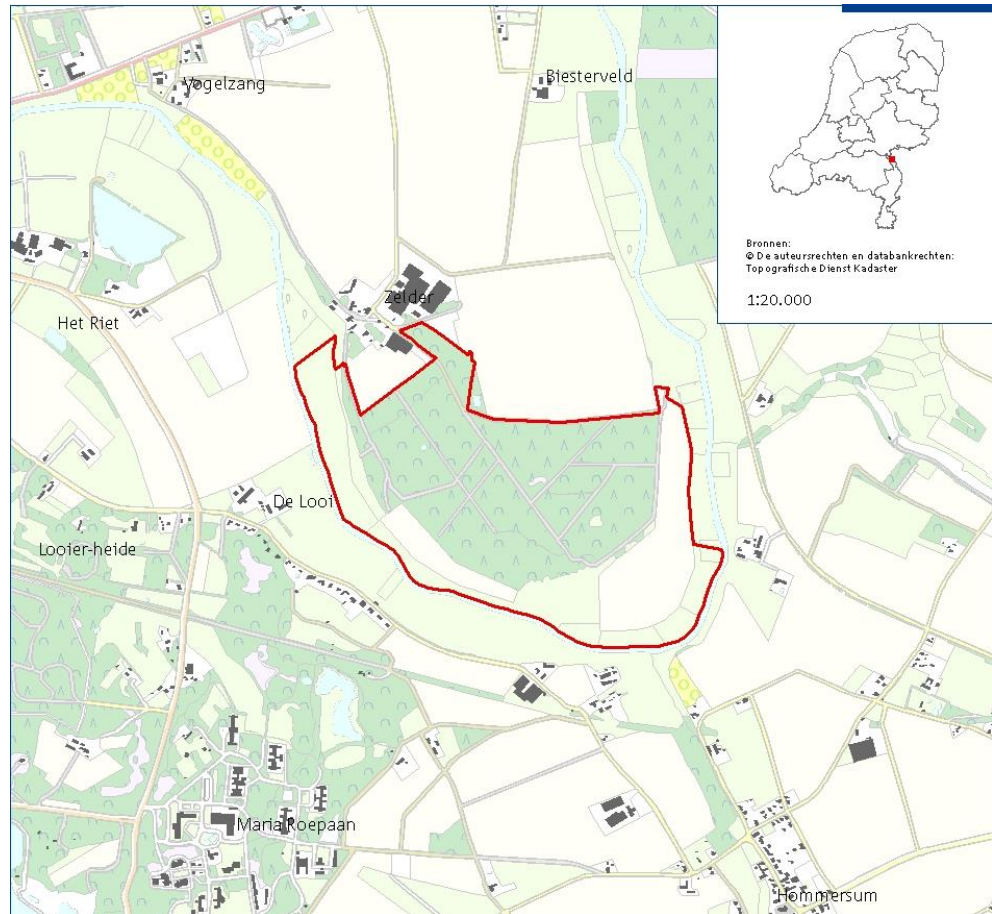 Vogelzang
Biesterveld
Bronnen:
© De auteursrechten en databankrechten:
Topografische Dienst Kadaster
1:20.000
Zelder
Het Riet
De Looi
Looier-heide
Maria Roepaan
Hommersum